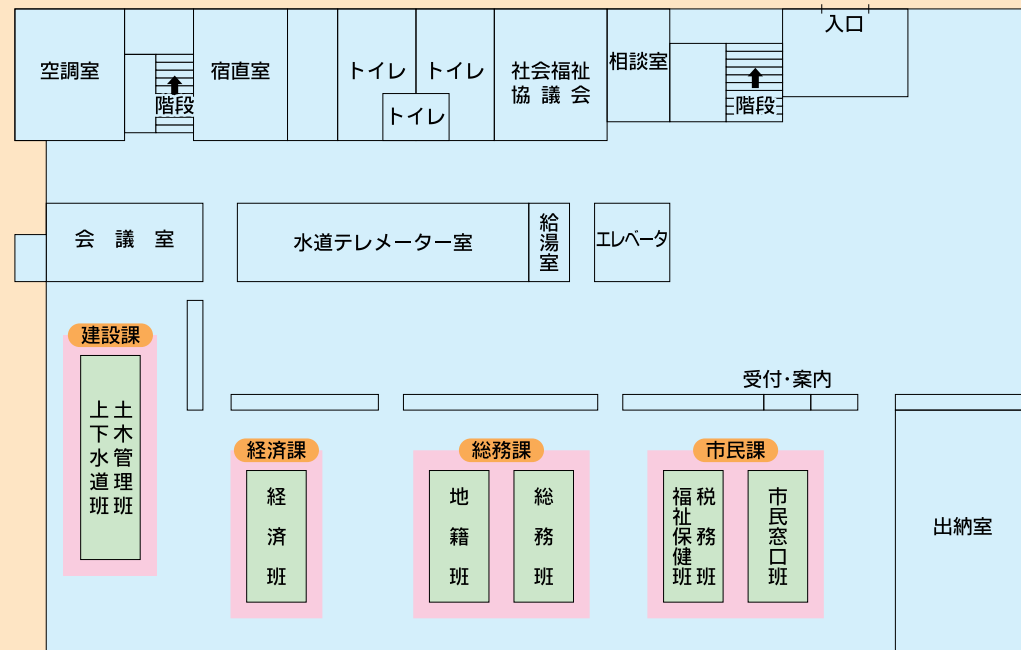 入口
空調室
階段
宿直室
トイレ
トイレ
トイレ
社会福祉
協議会
相談室
階段
会議室
水道テレメーター室
給湯室
エレベータ
建設課
土木管理班
上下水道班
受付・案内
経済課
経済班
総務課
地籍班
総務班
市民課
税務班
福祉保健班
市民窓口班
出納室